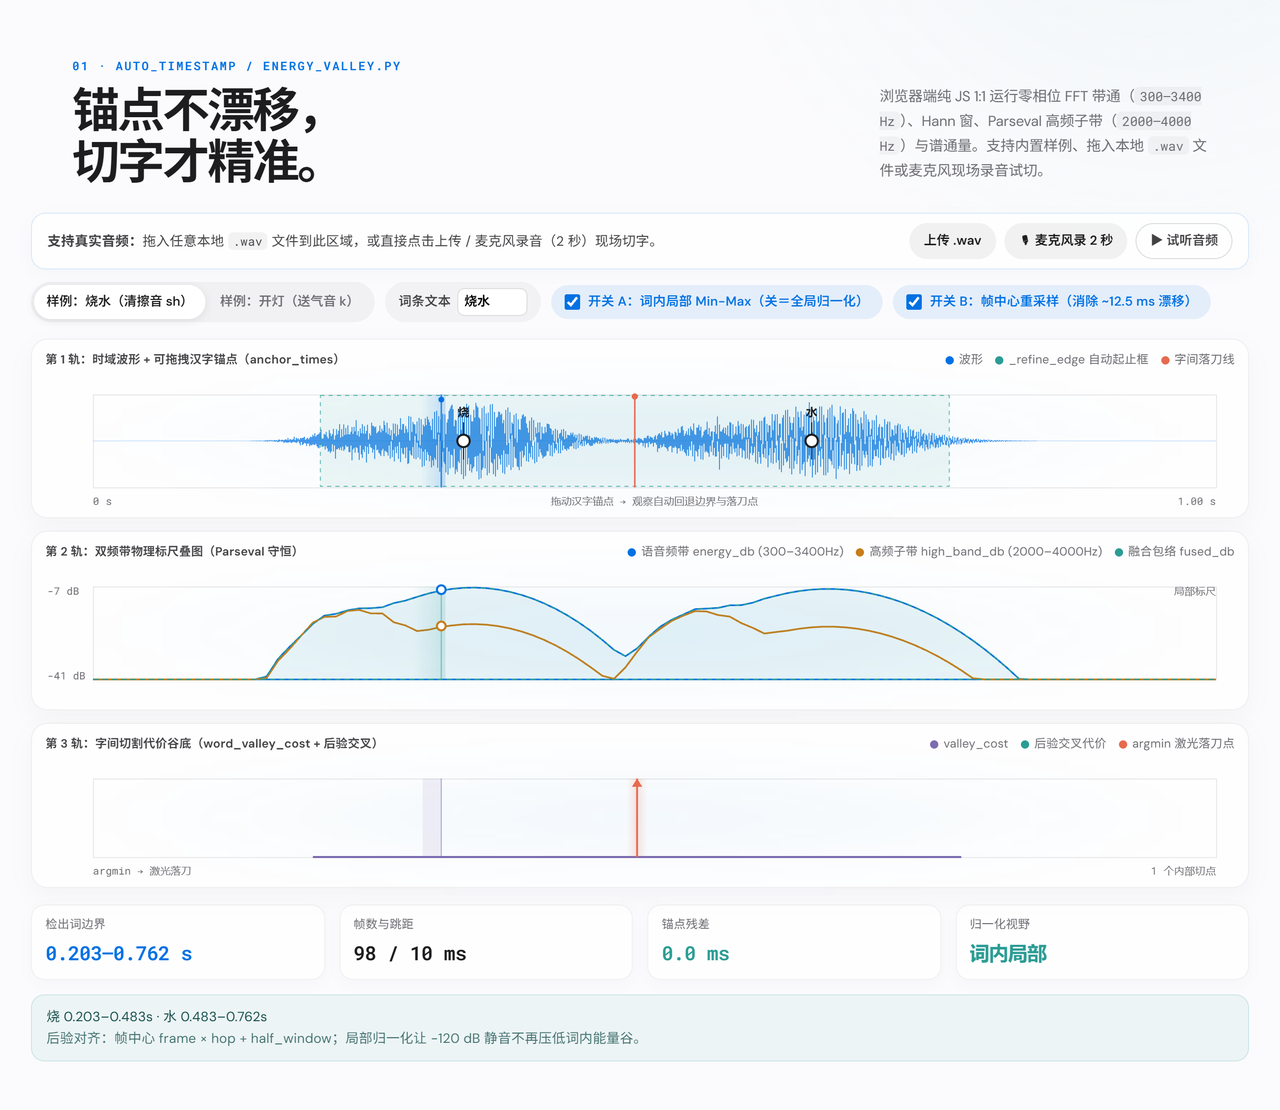 01 · AUTO_TIMESTAMP / ENERGY_VALLEY.PY
锚点不漂移，
切字才精准。
浏览器端纯 JS 1:1 运行零相位 FFT 带通（ 300–3400
Hz ）、Hann 窗、Parseval 高频子带（ 2000–4000
Hz ）与谱通量。支持内置样例、拖入本地 .wav 文
件或麦克风现场录音试切。
支持真实音频：拖入任意本地 .wav 文件到此区域，或直接点击上传 / 麦克风录音（2 秒）现场切字。
上传 .wav
🎙 麦克风录 2 秒
▶ 试听音频
样例：烧水（清擦音 sh）
样例：开灯（送气音 k）
词条文本 烧水
开关 A：词内局部 Min-Max（关＝全局归一化）
开关 B：帧中心重采样（消除 ~12.5 ms 漂移）
第 1 轨：时域波形 + 可拖拽汉字锚点（anchor_times）
波形
_refine_edge 自动起止框
字间落刀线
烧
水
0 s
拖动汉字锚点 → 观察自动回退边界与落刀点
1.00 s
第 2 轨：双频带物理标尺叠图（Parseval 守恒）
语音频带 energy_db (300–3400Hz)
高频子带 high_band_db (2000–4000Hz)
融合包络 fused_db
-7 dB
局部标尺
-41 dB
第 3 轨：字间切割代价谷底（word_valley_cost + 后验交叉）
valley_cost
后验交叉代价
argmin 激光落刀点
argmin → 激光落刀
1 个内部切点
检出词边界
0.203–0.762 s
帧数与跳距
98 / 10 ms
锚点残差
0.0 ms
归一化视野
词内局部
烧 0.203–0.483s · 水 0.483–0.762s
后验对齐：帧中心 frame × hop + half_window；局部归一化让 -120 dB 静音不再压低词内能量谷。